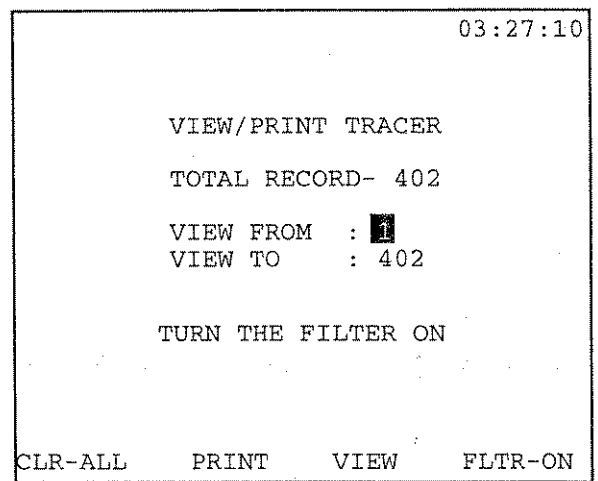 03:27:10
VIEW/PRINT TRACER
TOTAL RECORD- 402
VIEW FROM : 1
VIEW TO : 402
TURN THE FILTER ON
CLR-ALL PRINT VIEW FLTR-ON